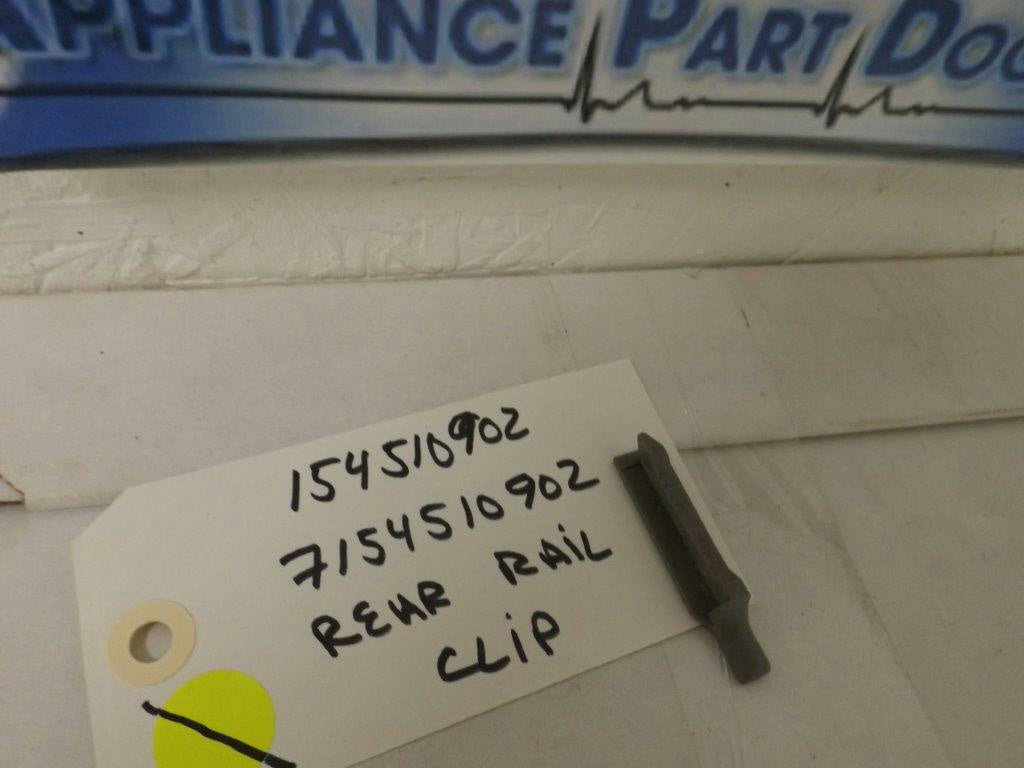 APPLIANCE PART DOC
154510902
7154510902
REAR RAIL
CLIP